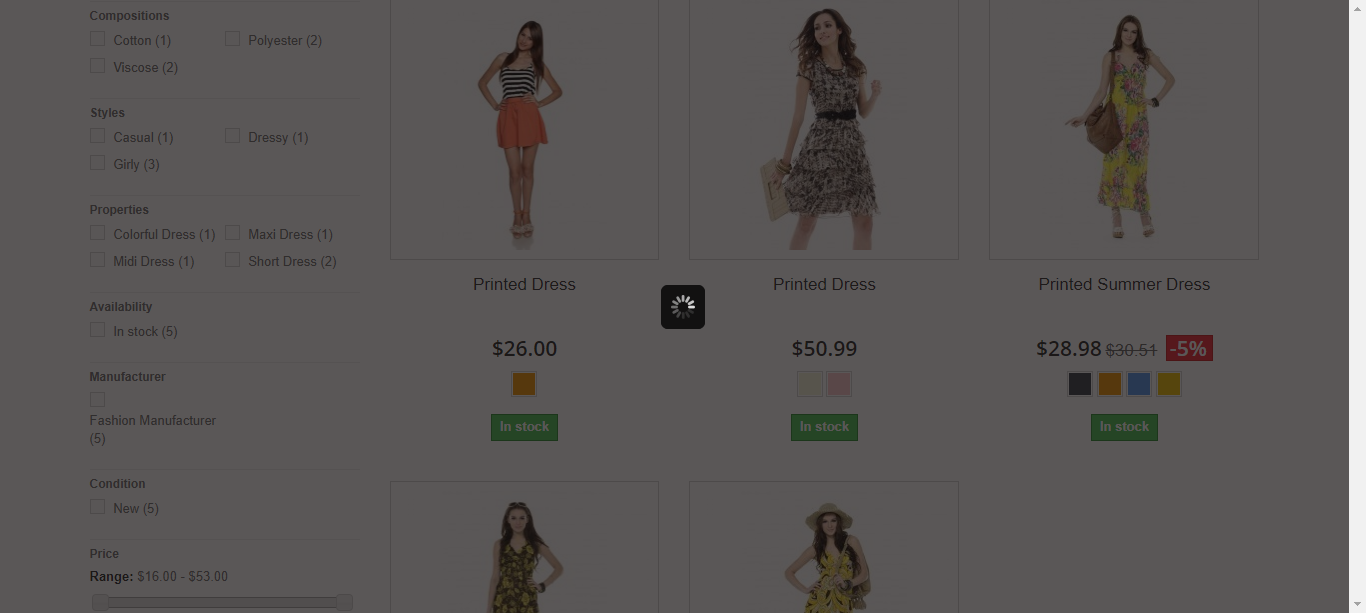 Compositions
Cotton (1) Polyester (2)
Viscose (2)
Styles
Casual (1) Dressy (1)
Girly (3)
Properties
Colorful Dress (1) Maxi Dress (1)
Midi Dress (1) Short Dress (2)
Availability
In stock (5)
Manufacturer
Fashion Manufacturer
(5)
Condition
New (5)
Price
Range: $16.00 - $53.00
Printed Dress
$26.00
In stock
Printed Dress
$50.99
In stock
Printed Summer Dress
$28.98 $30.51 -5%
In stock